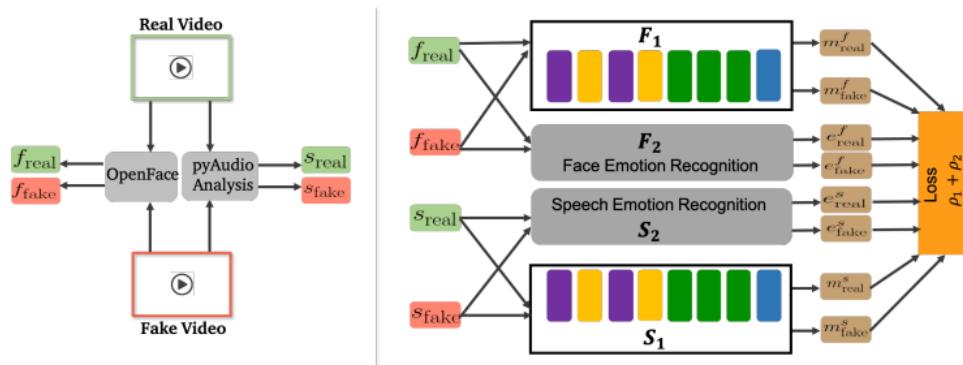 Real Video
f_real
f_fake
OpenFace
pyAudio
Analysis
s_real
s_fake
Fake Video
f_real
f_fake
s_real
s_fake
F_1
F_2
Face Emotion Recognition
Speech Emotion Recognition
S_2
S_1
m^f_real
m^f_fake
e^f_real
e^f_fake
e^s_real
e^s_fake
m^s_real
m^s_fake
Loss
ρ_1 + ρ_2